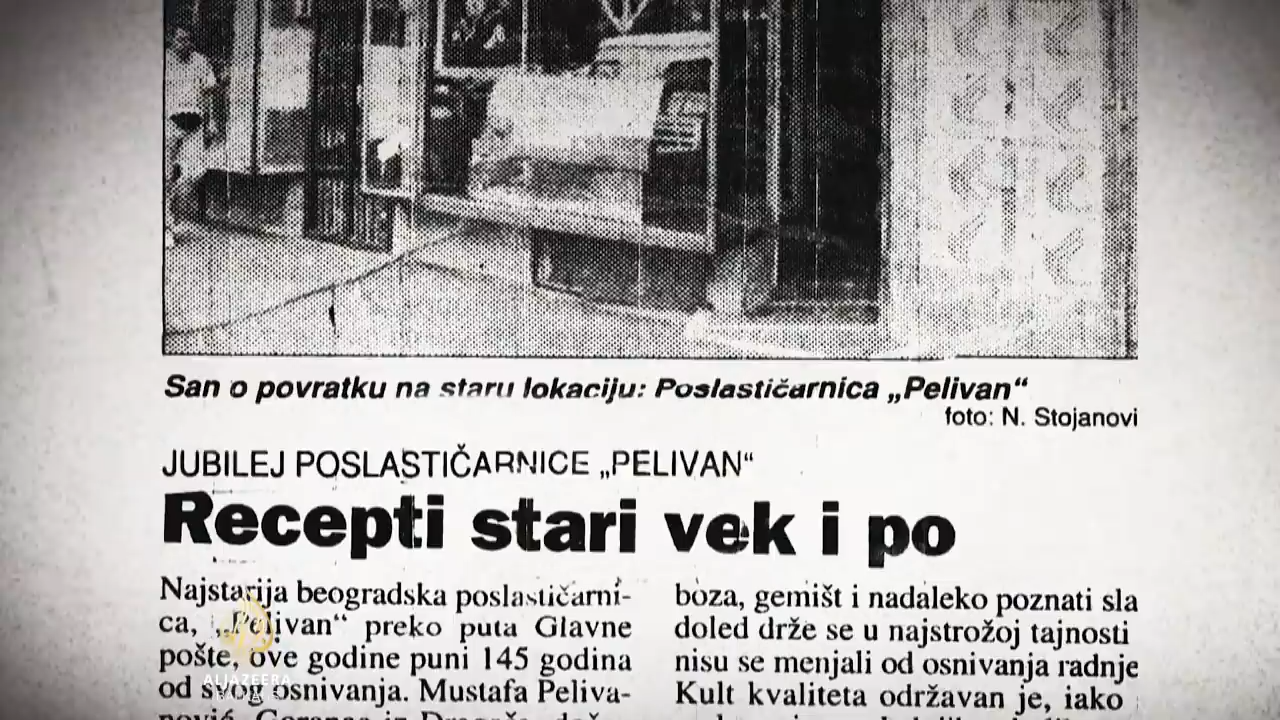 San o povratku na staru lokaciju: Poslastičarnica „Pelivan“
foto: N. Stojanovi
JUBILEJ POSLASTIČARNICE „PELIVAN“
Recepti stari vek i po
Najstarija beogradska poslastičarni-
ca, „Pelivan“ preko puta Glavne
pošte, ove godine puni 145 godina
od svog osnivanja. Mustafa Peliva-
boza, gemišt i nadaleko poznati sla
doled drže se u najstrožoj tajnosti
nisu se menjali od osnivanja radnje
Kult kvaliteta održavan je, iako
ALJAZEERA
BALKANS